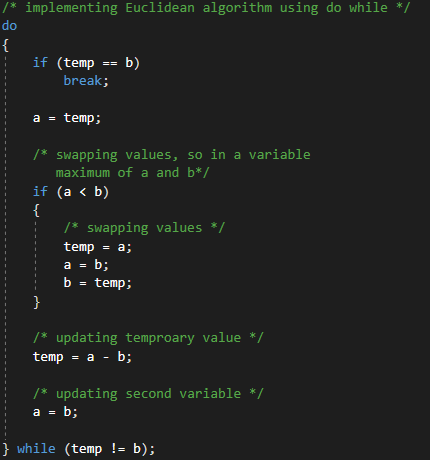 /* implementing Euclidean algorithm using do while */
do
{
if (temp == b)
break;
a = temp;
/* swapping values, so in a variable
maximum of a and b*/
if (a < b)
{
/* swapping values */
temp = a;
a = b;
b = temp;
}
/* updating temproary value */
temp = a - b;
/* updating second variable */
a = b;
} while (temp != b);